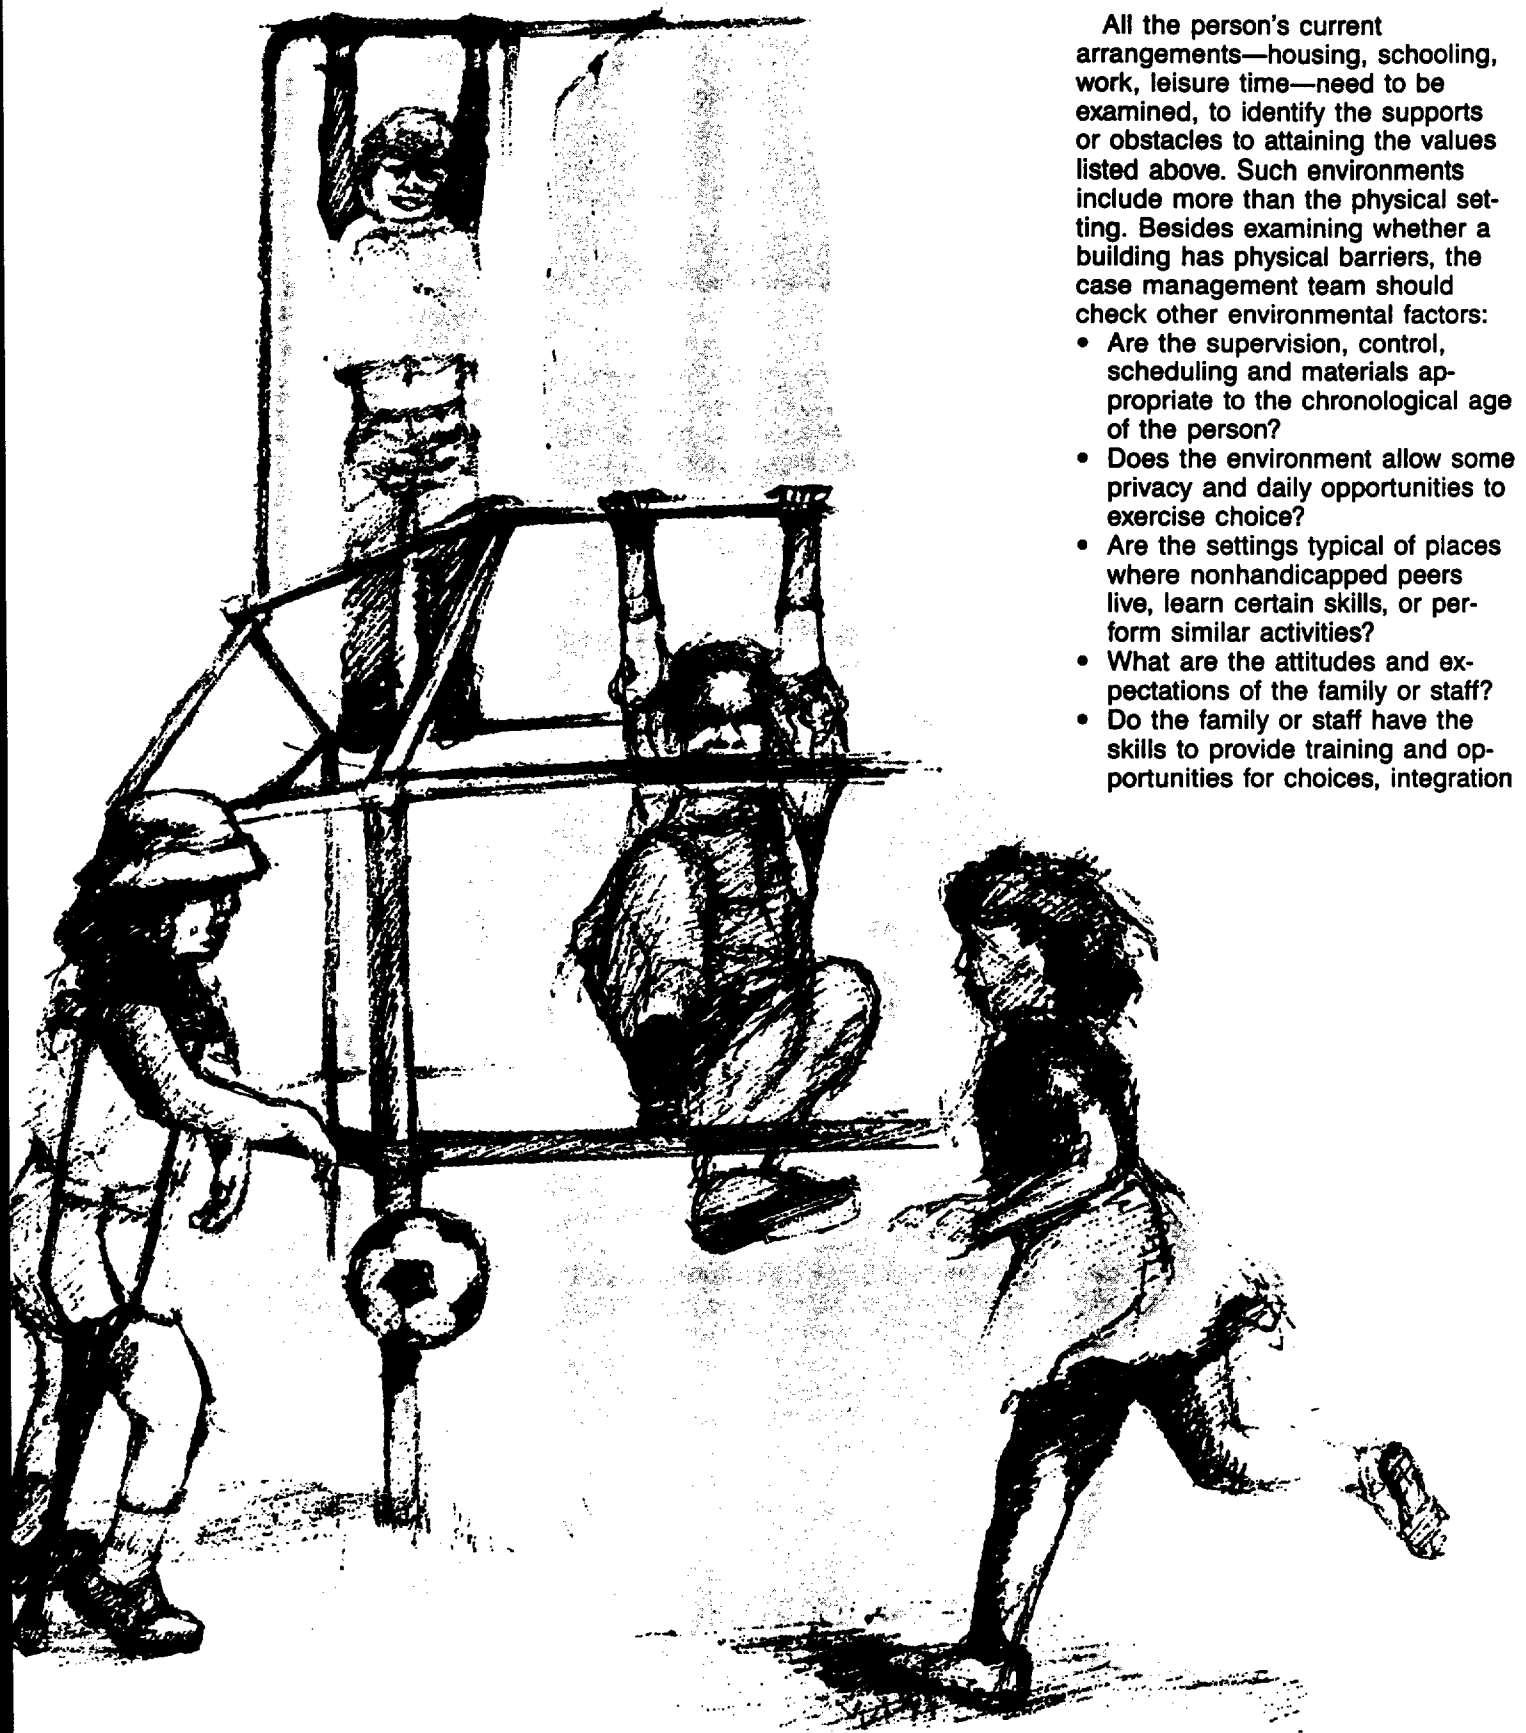 All the person's current
arrangements—housing, schooling,
work, leisure time—need to be
examined, to identify the supports
or obstacles to attaining the values
listed above. Such environments
include more than the physical set-
ting. Besides examining whether a
building has physical barriers, the
case management team should
check other environmental factors:
• Are the supervision, control,
scheduling and materials ap-
propriate to the chronological age
of the person?
• Does the environment allow some
privacy and daily opportunities to
exercise choice?
• Are the settings typical of places
where nonhandicapped peers
live, learn certain skills, or per-
form similar activities?
• What are the attitudes and ex-
pectations of the family or staff?
• Do the family or staff have the
skills to provide training and op-
portunities for choices, integration